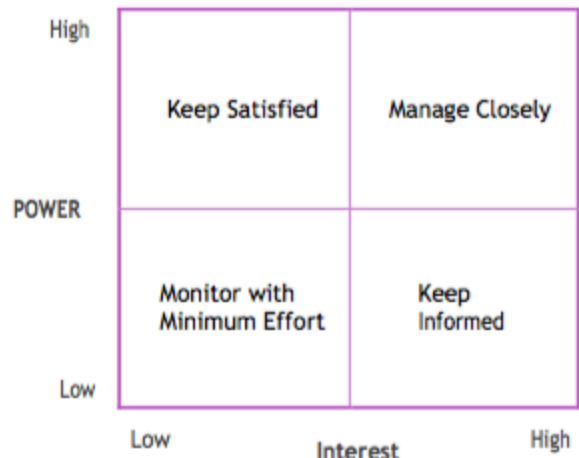 High
Keep Satisfied
Manage Closely
POWER
Monitor with
Minimum Effort
Keep
Informed
Low
Low
Interest
High